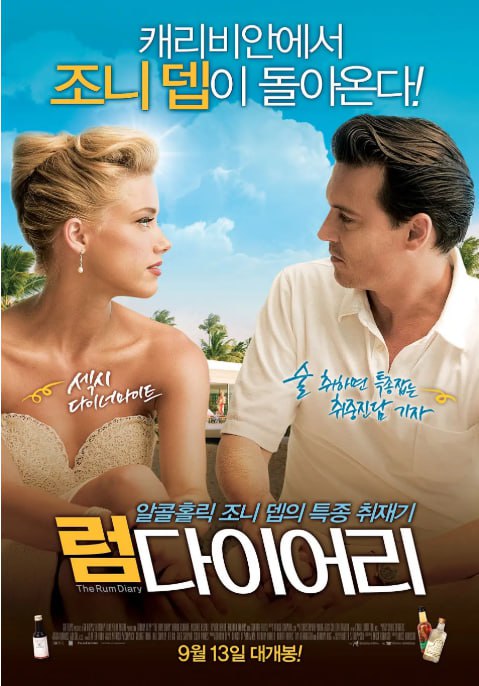 캐리비안에서
조니 뎁이 돌아온다!
섹시
다이너마이트
술 취하면 특종잡는
취중진담 기자
알콜홀릭 조니 뎁의 특종 취재기
럼다이어리
The Rum Diary
9월 13일 대개봉!